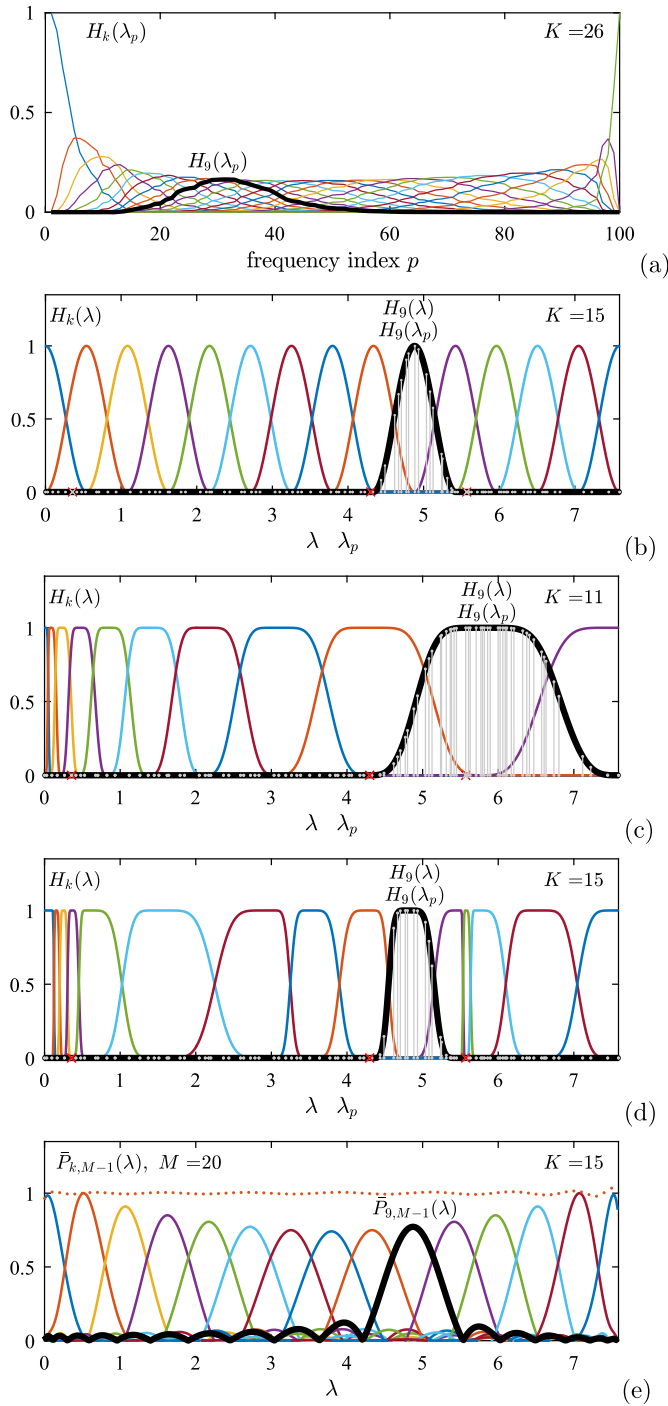 H_k(λ_p) K =26
1
0.5
H_9(λ_p)
0
20 40 60 80 100
frequency index p
(a)
H_k(λ) H_9(λ) K =15
H_9(λ_p)
1
0.5
0
0 1 2 3 4 5 6 7
λ λ_p
(b)
H_k(λ) H_9(λ) K =11
H_9(λ_p)
1
0.5
0
0 1 2 3 4 5 6 7
λ λ_p
(c)
H_k(λ) H_9(λ) K =15
H_9(λ_p)
1
0.5
0
0 1 2 3 4 5 6 7
λ λ_p
(d)
P̄_{k,M−1}(λ), M =20 K =15
1
P̄_{9,M−1}(λ)
0.5
0
0 1 2 3 4 5 6 7
λ
(e)